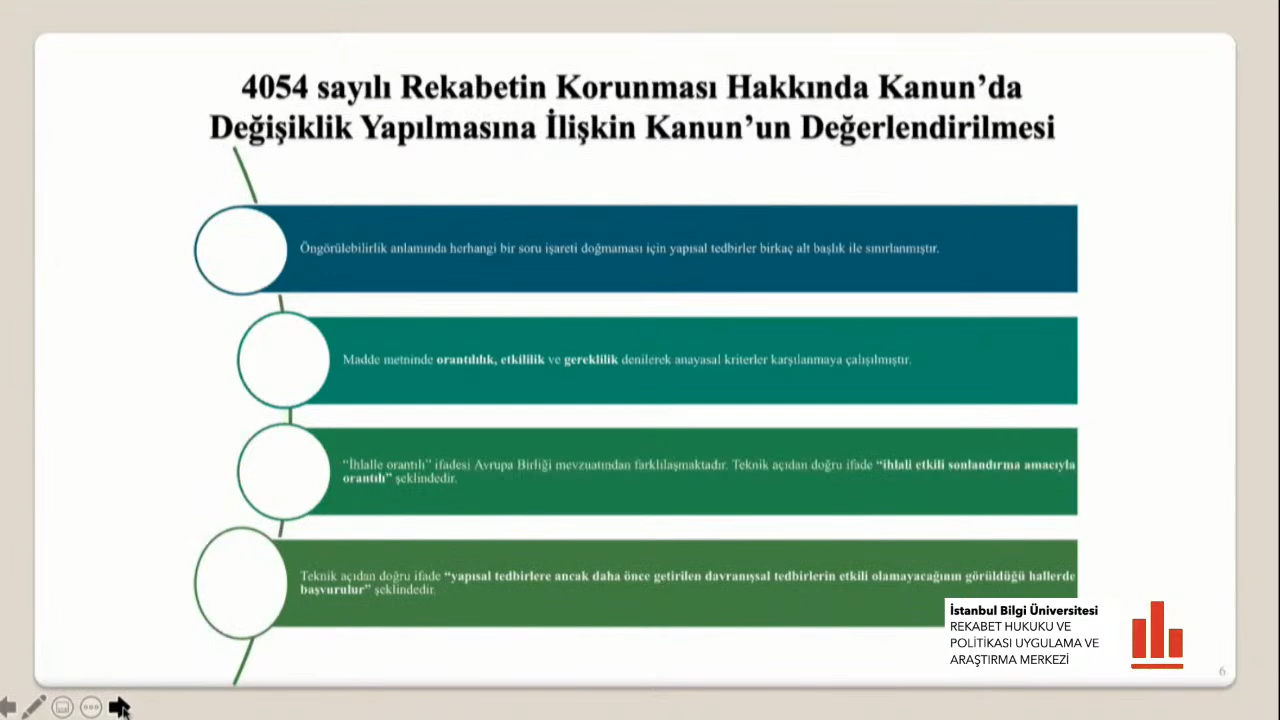 4054 sayılı Rekabetin Korunması Hakkında Kanun’da
Değişiklik Yapılmasına İlişkin Kanun’un Değerlendirilmesi
Öngörülebilirlik anlamında herhangi bir soru işareti doğmaması için yapısal tedbirler birkaç alt başlık ile sınırlanmıştır.
Madde metninde orantılılık, etkililik ve gereklilik denilerek anayasal kriterler karşılanmaya çalışılmıştır.
“İhlalle orantılı” ifadesi Avrupa Birliği mevzuatından farklılaşmaktadır. Teknik açıdan doğru ifade “ihlali etkili sonlandırma amacıyla
orantılı” şeklindedir.
Teknik açıdan doğru ifade “yapısal tedbirlere ancak daha önce getirilen davranışsal tedbirlerin etkili olamayacağının görüldüğü hallerde
başvurulur” şeklindedir.
İstanbul Bilgi Üniversitesi
REKABET HUKUKU VE
POLİTİKASI UYGULAMA VE
ARAŞTIRMA MERKEZİ
6